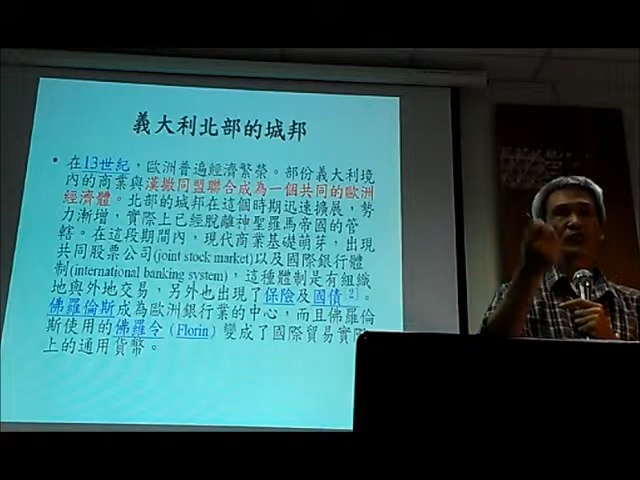 義大利北部的城邦
• 在13世紀，歐洲普遍經濟繁榮。部份義大利境
內的商業與漢撒同盟聯合成為一個共同的歐洲
經濟體。北部的城邦在這個時期迅速擴展，勢
力漸增，實際上已經脫離神聖羅馬帝國的管
轄。在這段期間內，現代商業基礎萌芽，出現
共同股票公司(joint stock market)以及國際銀行體
制(international banking system)，這種體制是有組織
地與外地交易，另外也出現了保險及國債[2]。
佛羅倫斯成為歐洲銀行業的中心，而且佛羅倫
斯使用的佛羅令（Florin）變成了國際貿易實際
上的通用貨幣。